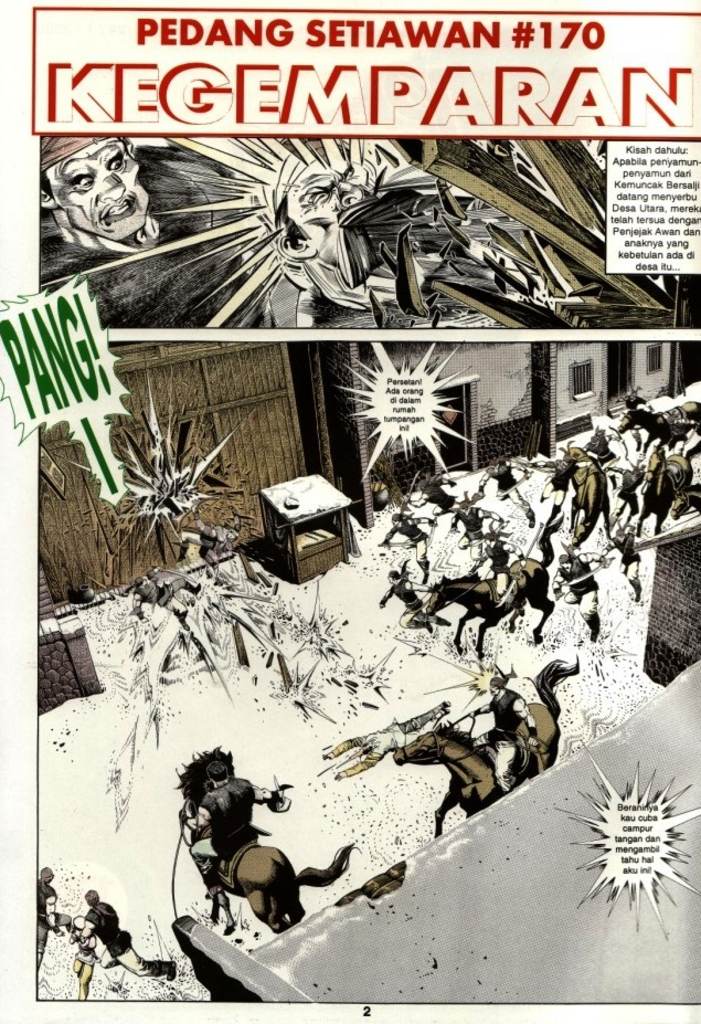 PEDANG SETIAWAN #170
KEGEMPARAN
Kisah dahulu:
Apabila penyamun-
penyamun dari
Kemuncak Bersalji
datang menyerbu
Desa Utara, mereka
telah tersua dengan
Penjejak Awan dan
anaknya yang
kebetulan ada di
desa itu...
PANG!
Persetan!
Ada orang
di dalam
rumah
tumpangan
ini!
Beraninya
kau cuba
campur
tangan dan
mengambil
tahu hal
aku ini!
2